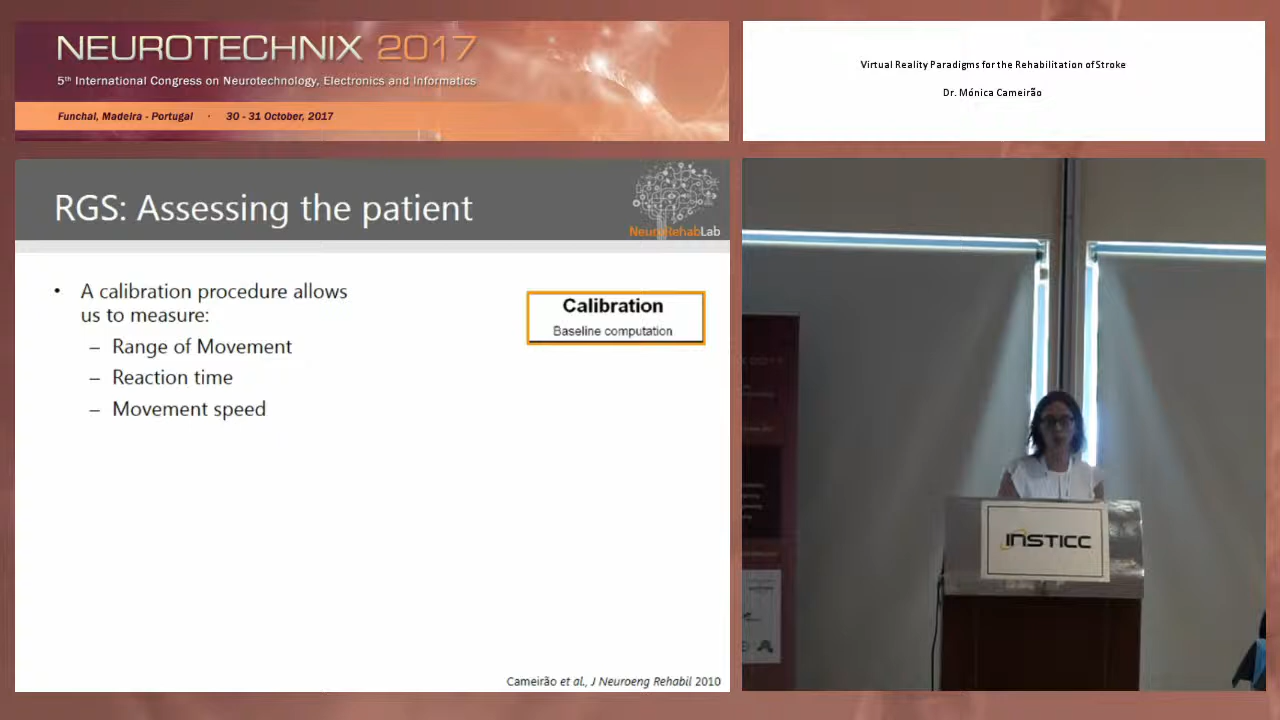 NEUROTECHNIX 2017
5th International Congress on Neurotechnology, Electronics and Informatics
Funchal, Madeira - Portugal · 30 - 31 October, 2017
Virtual Reality Paradigms for the Rehabilitation of Stroke
Dr. Mónica Cameirão
RGS: Assessing the patient
NeuroRehabLab
• A calibration procedure allows
us to measure:
– Range of Movement
– Reaction time
– Movement speed
Calibration
Baseline computation
Cameirão et al., J Neuroeng Rehabil 2010
INSTICC